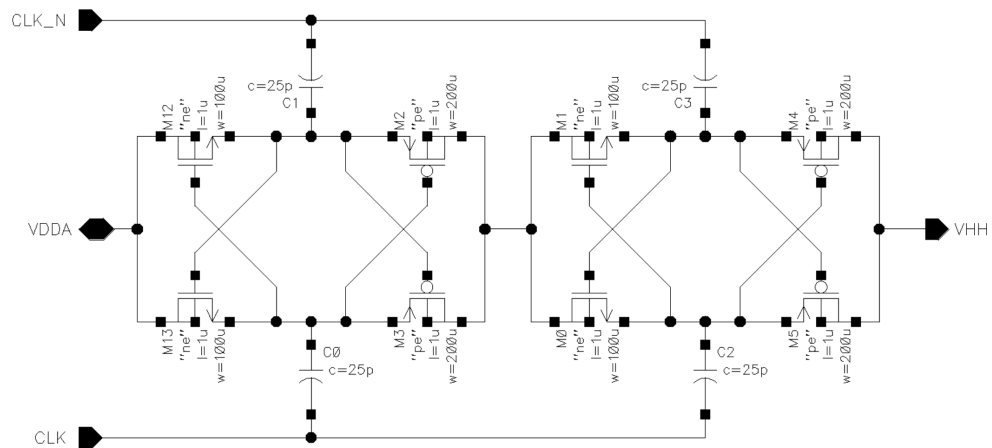 CLK_N
c=25p
C1
c=25p
C3
M12
"ne"
l=1u
w=100u
M2
"pe"
l=1u
w=200u
M1
"ne"
l=1u
w=100u
M4
"pe"
l=1u
w=200u
VDDA
VHH
M13
"ne"
l=1u
w=100u
C0
c=25p
M3
"pe"
l=1u
w=200u
M0
"ne"
l=1u
w=100u
C2
c=25p
M5
"pe"
l=1u
w=200u
CLK